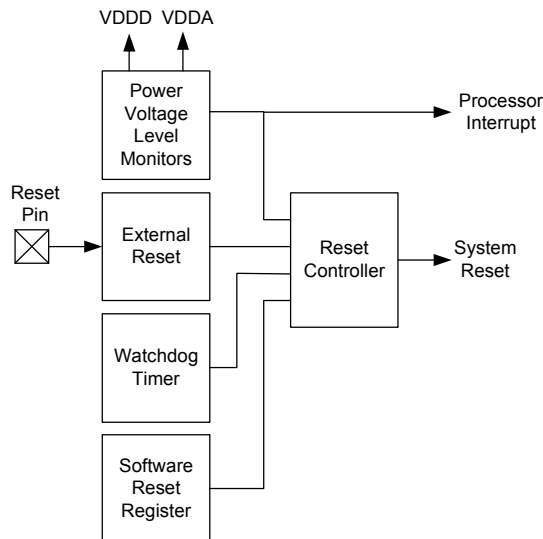 VDDD VDDA
Power
Voltage
Level
Monitors
Processor
Interrupt
Reset
Pin
External
Reset
Reset
Controller
System
Reset
Watchdog
Timer
Software
Reset
Register